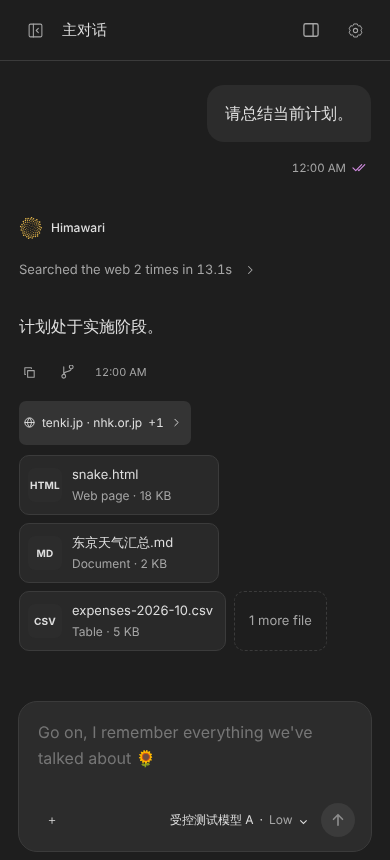 主对话
请总结当前计划。
12:00 AM
Himawari
Searched the web 2 times in 13.1s
计划处于实施阶段。
12:00 AM
tenki.jp · nhk.or.jp +1
HTML
snake.html
Web page · 18 KB
MD
东京天气汇总.md
Document · 2 KB
CSV
expenses-2026-10.csv
Table · 5 KB
1 more file
Go on, I remember everything we've
talked about 🌻
受控测试模型 A · Low